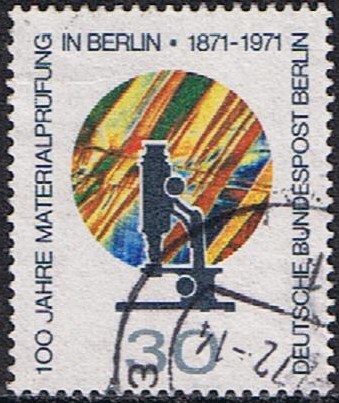 100 JAHRE MATERIALPRÜFUNG IN BERLIN • 1871-1971
DEUTSCHE BUNDESPOST BERLIN
30